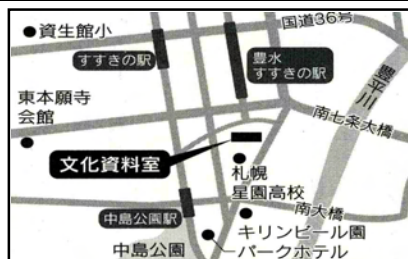 国道36号
資生館小
すすきの駅
豊水
すすきの駅
豊平川
東本願寺
会館
南七条大橋
文化資料室
札幌
星園高校
中島公園駅
南大橋
キリンビール園
中島公園
パークホテル